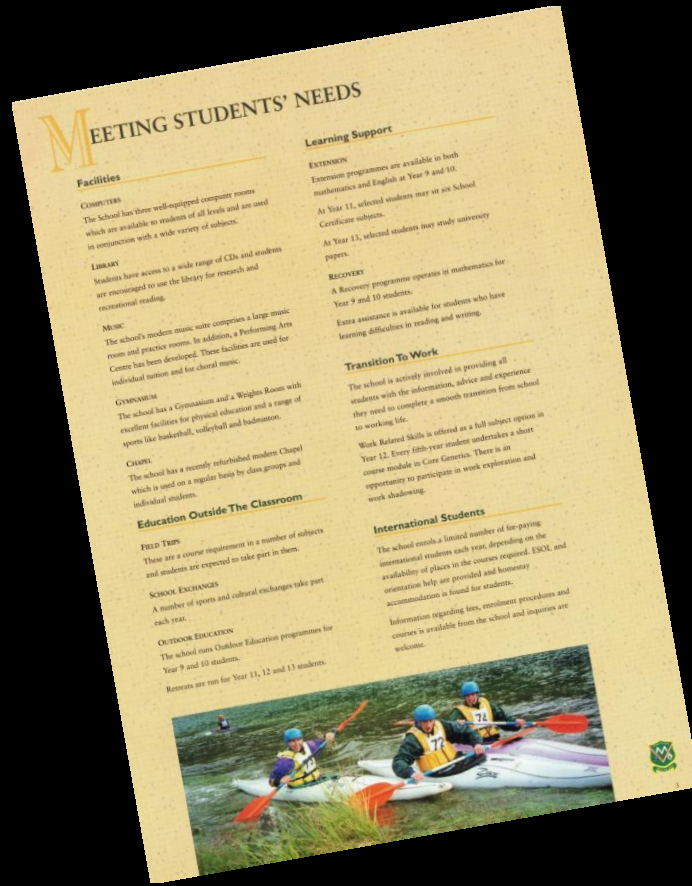 MEETING STUDENTS' NEEDS
Facilities
COMPUTERS
The School has three well-equipped computer rooms
which are available to students of all levels and are used
in conjunction with a wide variety of subjects.
LIBRARY
Students have access to a wide range of CDs and students
are encouraged to use the library for research and
recreational reading.
MUSIC
The school's modern music suite comprises a large music
room and practice rooms. In addition, a Performing Arts
Centre has been developed. These facilities are used for
individual tuition and for choral music.
GYMNASIUM
The school has a Gymnasium and a Weights Room with
excellent facilities for physical education and a range of
sports like basketball, volleyball and badminton.
CHAPEL
The school has a recently refurbished modern Chapel
which is used on a regular basis by class groups and
individual students.
Education Outside The Classroom
FIELD TRIPS
These are a course requirement in a number of subjects
and students are expected to take part in them.
SCHOOL EXCHANGES
A number of sports and cultural exchanges take part
each year.
OUTDOOR EDUCATION
The school runs Outdoor Education programmes for
Year 9 and 10 students.
Retreats are run for Year 11, 12 and 13 students.
Learning Support
EXTENSION
Extension programmes are available in both
mathematics and English at Year 9 and 10.
At Year 11, selected students may sit six School
Certificate subjects.
At Year 13, selected students may study university
papers.
RECOVERY
A Recovery programme operates in mathematics for
Year 9 and 10 students.
Extra assistance is available for students who have
learning difficulties in reading and writing.
Transition To Work
The school is actively involved in providing all
students with the information, advice and experience
they need to complete a smooth transition from school
to working life.
Work Related Skills is offered as a full subject option in
Year 12. Every fifth-year student undertakes a short
course module in Core Generics. There is an
opportunity to participate in work exploration and
work shadowing.
International Students
The school enrols a limited number of fee-paying
international students each year, depending on the
availability of places in the courses required. ESOL and
orientation help are provided and homestay
accommodation is found for students.
Information regarding fees, enrolment procedures and
courses is available from the school and inquiries are
welcome.
72
74
3